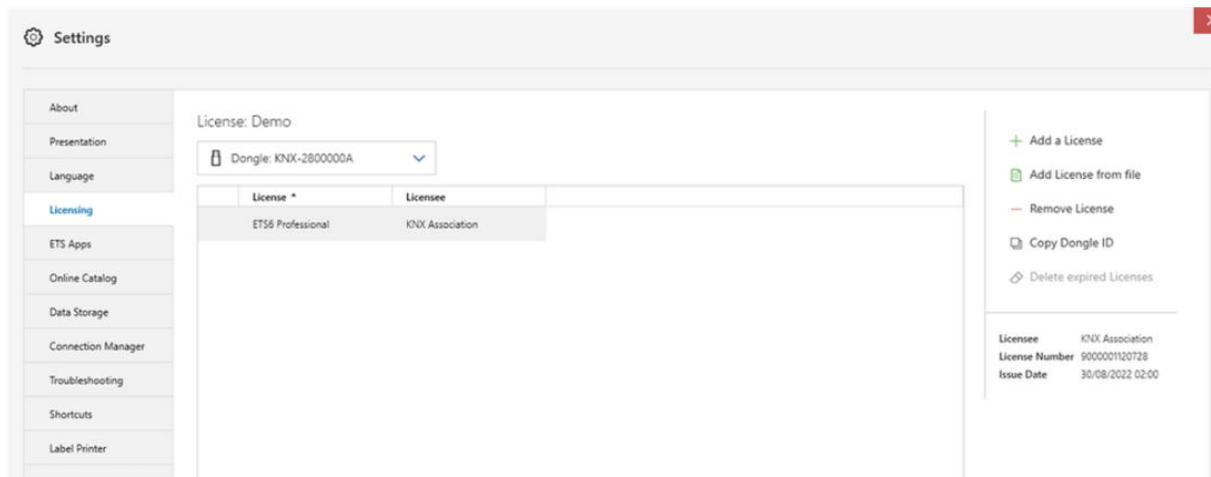 Settings
About
Presentation
Language
Licensing
ETS Apps
Online Catalog
Data Storage
Connection Manager
Troubleshooting
Shortcuts
Label Printer
License: Demo
Dongle: KNX-2800000A
License Licensee
ETS6 Professional KNX Association
Add a License
Add License from file
Remove License
Copy Dongle ID
Delete expired Licenses
Licensee KNX Association
License Number 9000001120728
Issue Date 30/08/2022 02:00